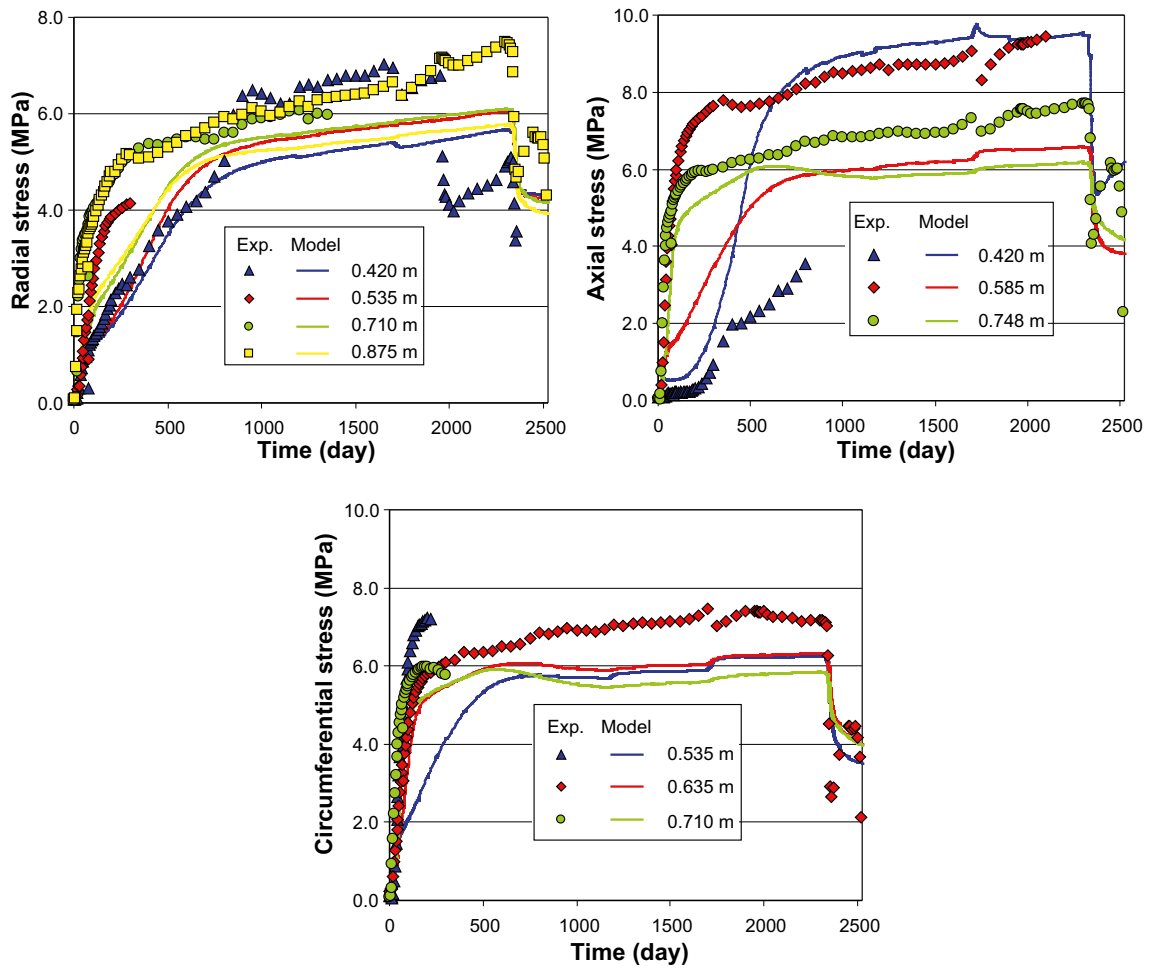 Radial stress (MPa)
8.0
6.0
4.0
2.0
0.0
0 500 1000 1500 2000 2500
Time (day)
Exp. Model
0.420 m
0.535 m
0.710 m
0.875 m
Axial stress (MPa)
10.0
8.0
6.0
4.0
2.0
0.0
0 500 1000 1500 2000 2500
Time (day)
Exp. Model
0.420 m
0.585 m
0.748 m
Circumferential stress (MPa)
10.0
8.0
6.0
4.0
2.0
0.0
0 500 1000 1500 2000 2500
Time (day)
Exp. Model
0.535 m
0.635 m
0.710 m